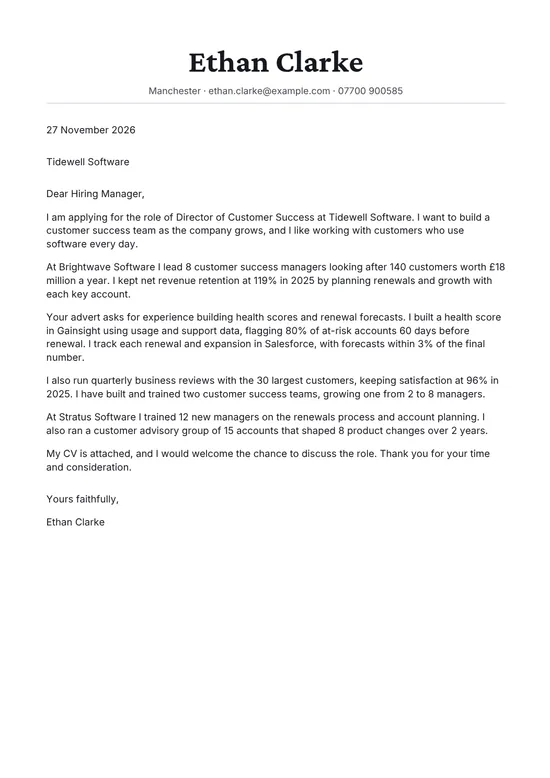 Ethan Clarke
Manchester · ethan.clarke@example.com · 07700 900585
27 November 2026
Tidewell Software
Dear Hiring Manager,
I am applying for the role of Director of Customer Success at Tidewell Software. I want to build a
customer success team as the company grows, and I like working with customers who use
software every day.
At Brightwave Software I lead 8 customer success managers looking after 140 customers worth £18
million a year. I kept net revenue retention at 119% in 2025 by planning renewals and growth with
each key account.
Your advert asks for experience building health scores and renewal forecasts. I built a health score
in Gainsight using usage and support data, flagging 80% of at-risk accounts 60 days before
renewal. I track each renewal and expansion in Salesforce, with forecasts within 3% of the final
number.
I also run quarterly business reviews with the 30 largest customers, keeping satisfaction at 96% in
2025. I have built and trained two customer success teams, growing one from 2 to 8 managers.
At Stratus Software I trained 12 new managers on the renewals process and account planning. I
also ran a customer advisory group of 15 accounts that shaped 8 product changes over 2 years.
My CV is attached, and I would welcome the chance to discuss the role. Thank you for your time
and consideration.
Yours faithfully,
Ethan Clarke